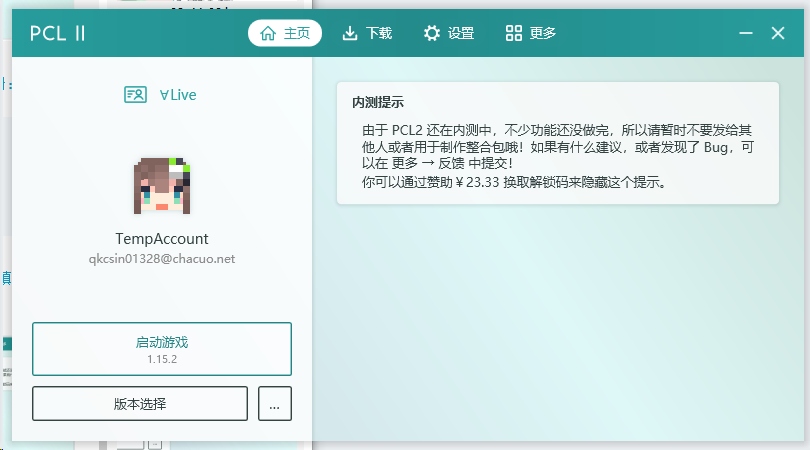 PCL II
主页
下载
设置
更多
∀Live
TempAccount
qkcsin01328@chacuo.net
启动游戏
1.15.2
版本选择
...
内测提示
由于 PCL2 还在内测中，不少功能还没做完，所以请暂时不要发给其
他人或者用于制作整合包哦！如果有什么建议，或者发现了 Bug，可
以在 更多 → 反馈 中提交！
你可以通过赞助￥23.33 换取解锁码来隐藏这个提示。